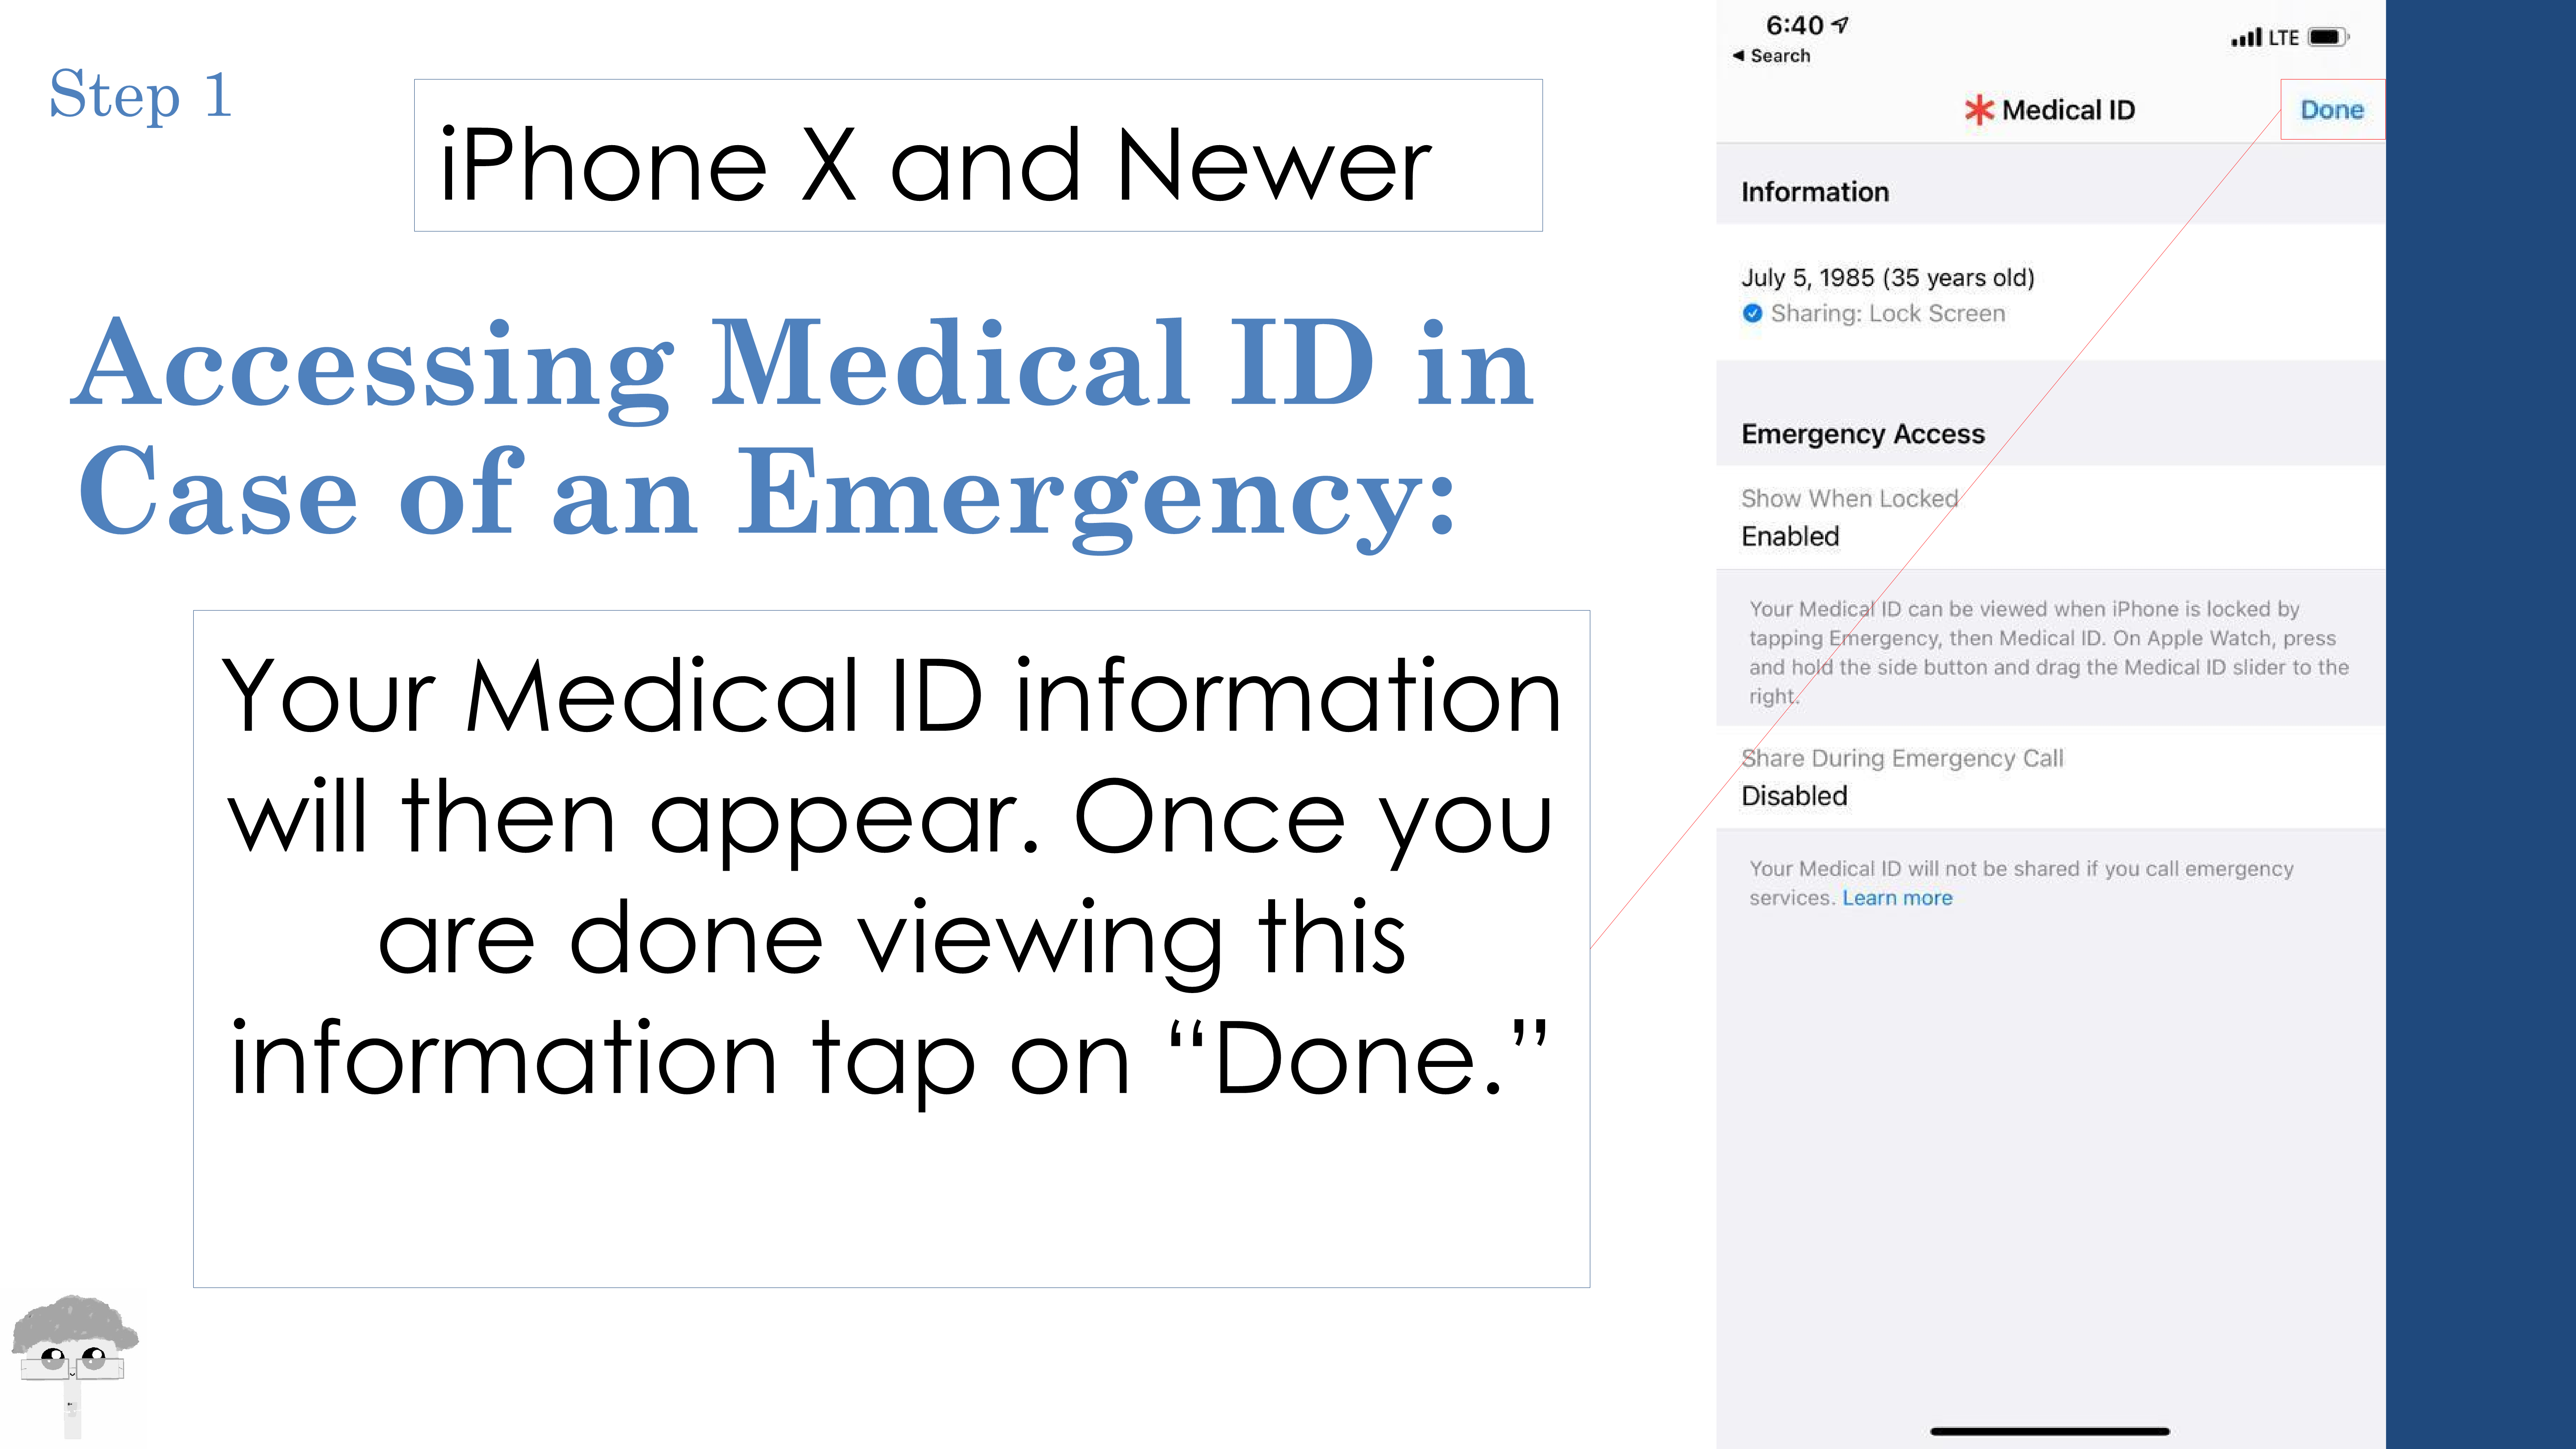 Step 1
iPhone X and Newer
Accessing Medical ID in
Case of an Emergency:
Your Medical ID information
will then appear. Once you
are done viewing this
information tap on “Done.”
6:40
LTE
◀ Search
Medical ID
Done
Information
July 5, 1985 (35 years old)
Sharing: Lock Screen
Emergency Access
Show When Locked
Enabled
Your Medical ID can be viewed when iPhone is locked by
tapping Emergency, then Medical ID. On Apple Watch, press
and hold the side button and drag the Medical ID slider to the
right.
Share During Emergency Call
Disabled
Your Medical ID will not be shared if you call emergency
services. Learn more